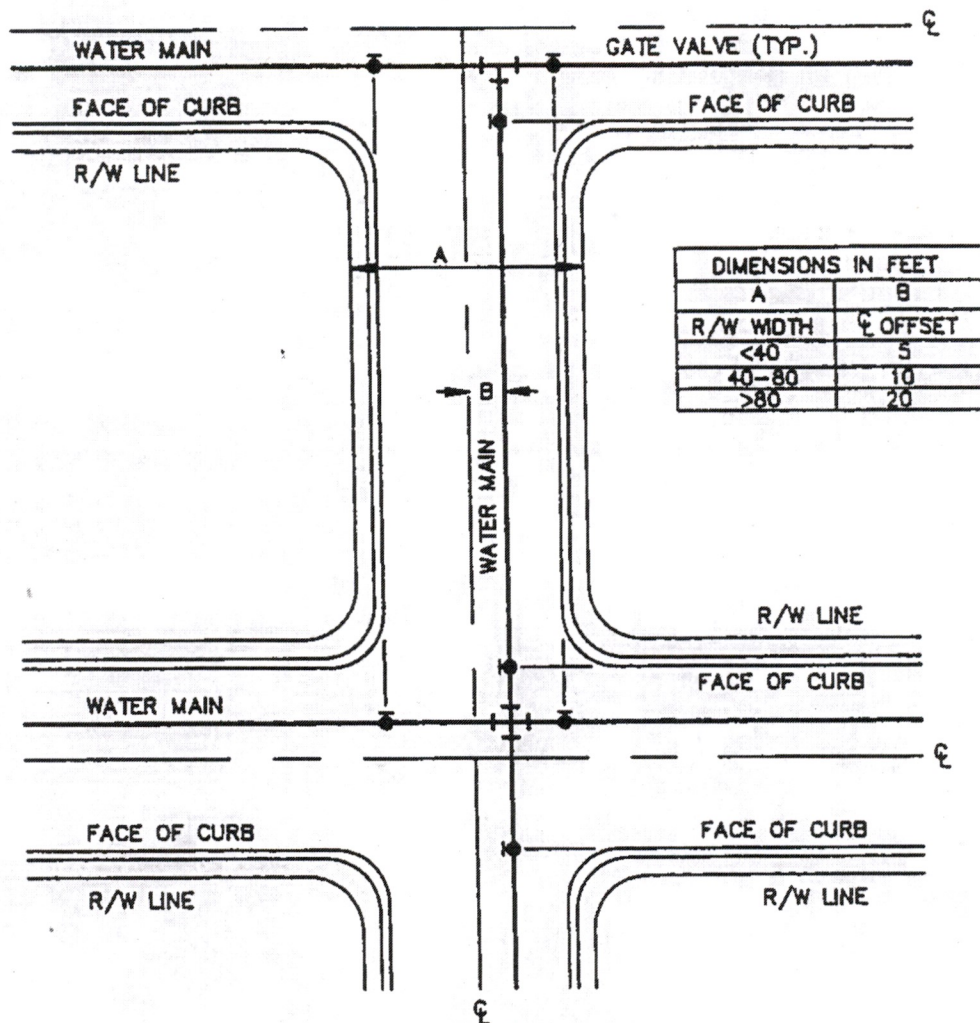 ℄
WATER MAIN
GATE VALVE (TYP.)
FACE OF CURB
FACE OF CURB
R/W LINE
A
DIMENSIONS IN FEET
A B
R/W WIDTH ℄ OFFSET
<40 5
40-80 10
>80 20
B
WATER MAIN
R/W LINE
FACE OF CURB
WATER MAIN
℄
FACE OF CURB
FACE OF CURB
R/W LINE
R/W LINE
℄